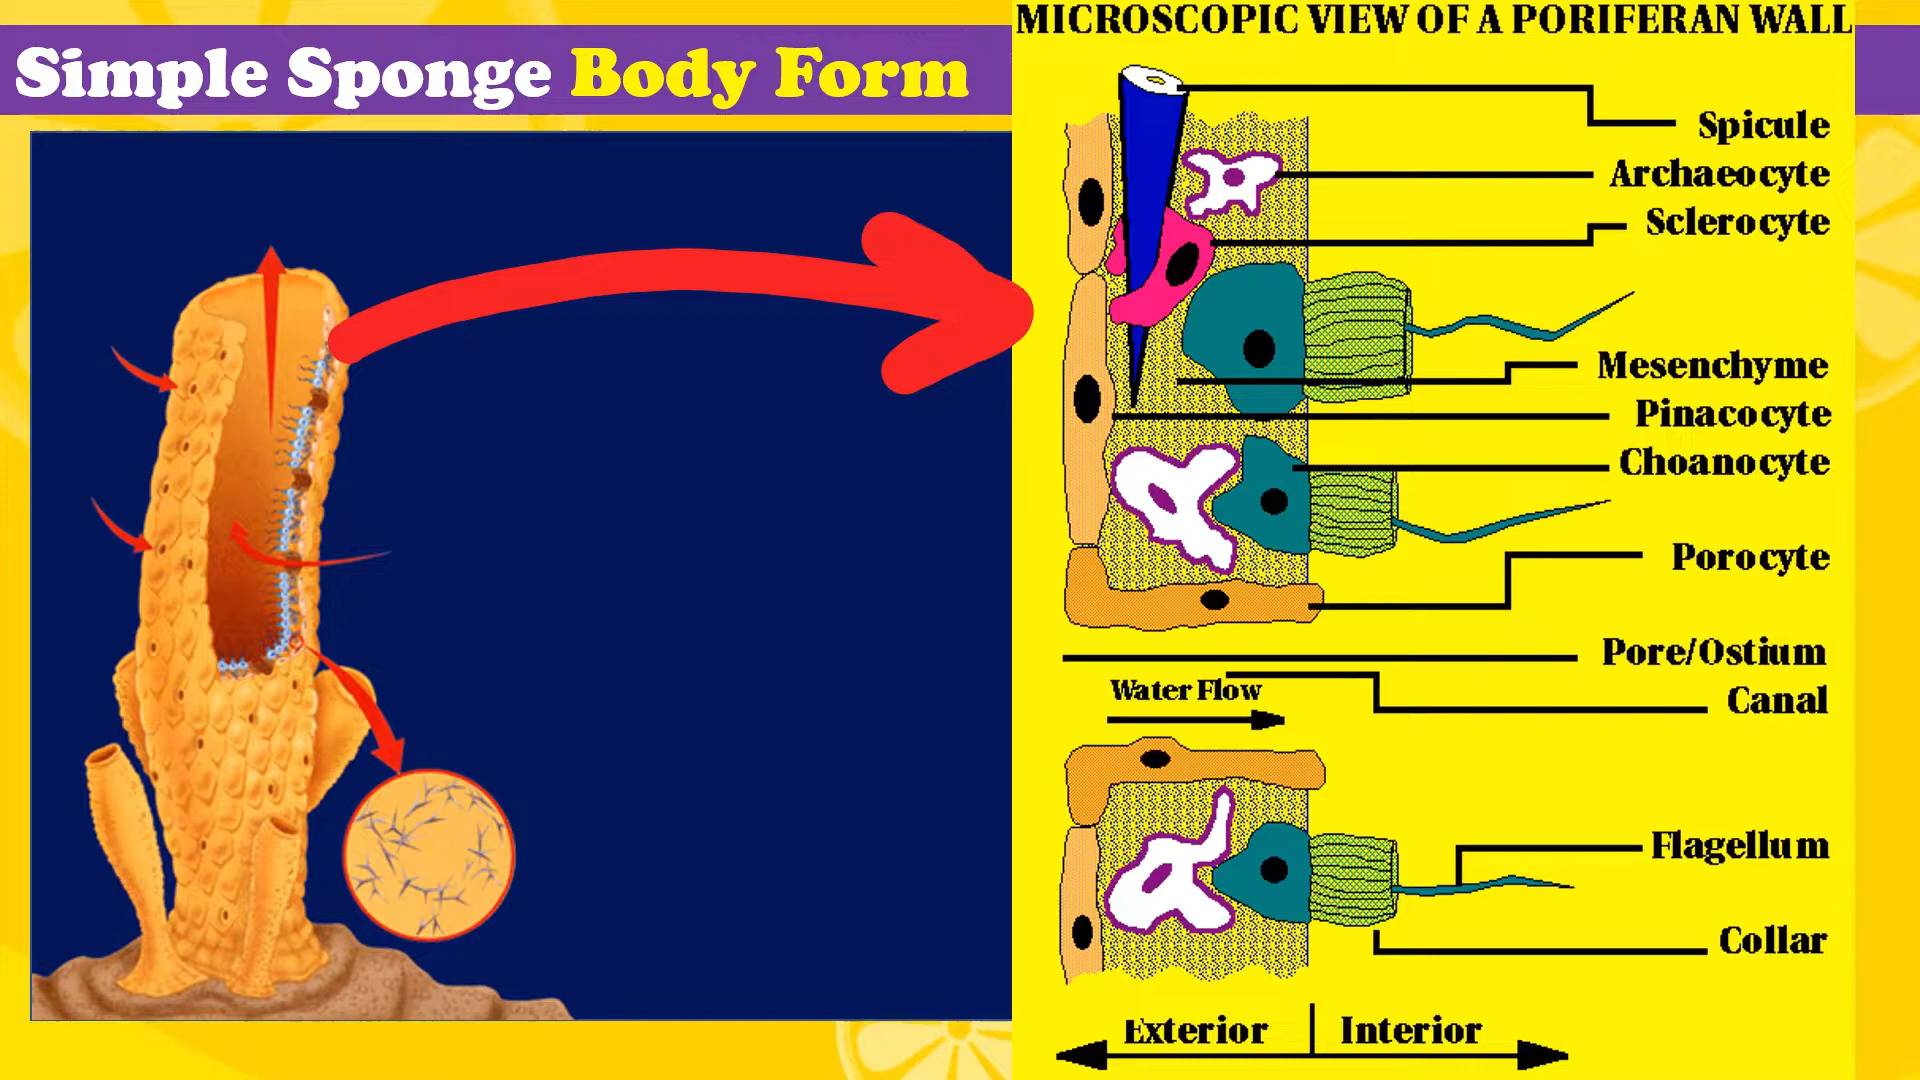 Simple Sponge Body Form
MICROSCOPIC VIEW OF A PORIFERAN WALL
Spicule
Archaeocyte
Sclerocyte
Mesenchyme
Pinacocyte
Choanocyte
Porocyte
Pore/Ostium
Water Flow
Canal
Flagellum
Collar
Exterior
Interior